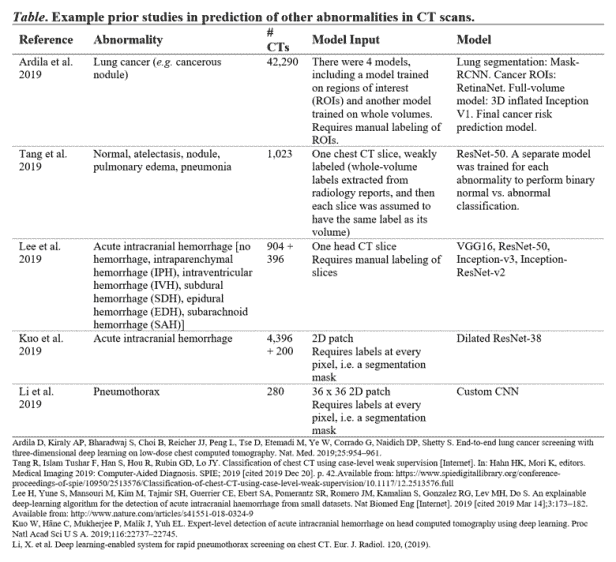 Table. Example prior studies in prediction of other abnormalities in CT scans.
Reference Abnormality # CTs Model Input Model
Ardila et al. 2019 Lung cancer (e.g. cancerous nodule) 42,290 There were 4 models, including a model trained on regions of interest (ROIs) and another model trained on whole volumes. Requires manual labeling of ROIs. Lung segmentation: Mask-RCNN. Cancer ROIs: RetinaNet. Full-volume model: 3D inflated Inception V1. Final cancer risk prediction model.
Tang et al. 2019 Normal, atelectasis, nodule, pulmonary edema, pneumonia 1,023 One chest CT slice, weakly labeled (whole-volume labels extracted from radiology reports, and then each slice was assumed to have the same label as its volume) ResNet-50. A separate model was trained for each abnormality to perform binary normal vs. abnormal classification.
Lee et al. 2019 Acute intracranial hemorrhage [no hemorrhage, intraparenchymal hemorrhage (IPH), intraventricular hemorrhage (IVH), subdural hemorrhage (SDH), epidural hemorrhage (EDH), subarachnoid hemorrhage (SAH)] 904 + 396 One head CT slice Requires manual labeling of slices VGG16, ResNet-50, Inception-v3, Inception-ResNet-v2
Kuo et al. 2019 Acute intracranial hemorrhage 4,396 + 200 2D patch Requires labels at every pixel, i.e. a segmentation mask Dilated ResNet-38
Li et al. 2019 Pneumothorax 280 36 x 36 2D patch Requires labels at every pixel, i.e. a segmentation mask Custom CNN
Ardila D, Kiraly AP, Bharadwaj S, Choi B, Reicher JJ, Peng L, Tse D, Etemadi M, Ye W, Corrado G, Naidich DP, Shetty S. End-to-end lung cancer screening with
three-dimensional deep learning on low-dose chest computed tomography. Nat. Med. 2019;25:954–961.
Tang R, Islam Tushar F, Han S, Hou R, Rubin GD, Lo JY. Classification of chest CT using case-level weak supervision [Internet]. In: Hahn HK, Mori K, editors.
Medical Imaging 2019: Computer-Aided Diagnosis. SPIE; 2019 [cited 2019 Dec 20]. p. 42.Available from: https://www.spiedigitallibrary.org/conference-
proceedings-of-spie/10950/2513576/Classification-of-chest-CT-using-case-level-weak-supervision/10.1117/12.2513576.full
Lee H, Yune S, Mansouri M, Kim M, Tajmir SH, Guerrier CE, Ebert SA, Pomerantz SR, Romero JM, Kamalian S, Gonzalez RG, Lev MH, Do S. An explainable
deep-learning algorithm for the detection of acute intracranial haemorrhage from small datasets. Nat Biomed Eng [Internet]. 2019 [cited 2019 Mar 14];3:173–182.
Available from: http://www.nature.com/articles/s41551-018-0324-9
Kuo W, Häne C, Mukherjee P, Malik J, Yuh EL. Expert-level detection of acute intracranial hemorrhage on head computed tomography using deep learning. Proc
Natl Acad Sci U S A. 2019;116:22737–22745.
Li, X. et al. Deep learning-enabled system for rapid pneumothorax screening on chest CT. Eur. J. Radiol. 120, (2019).